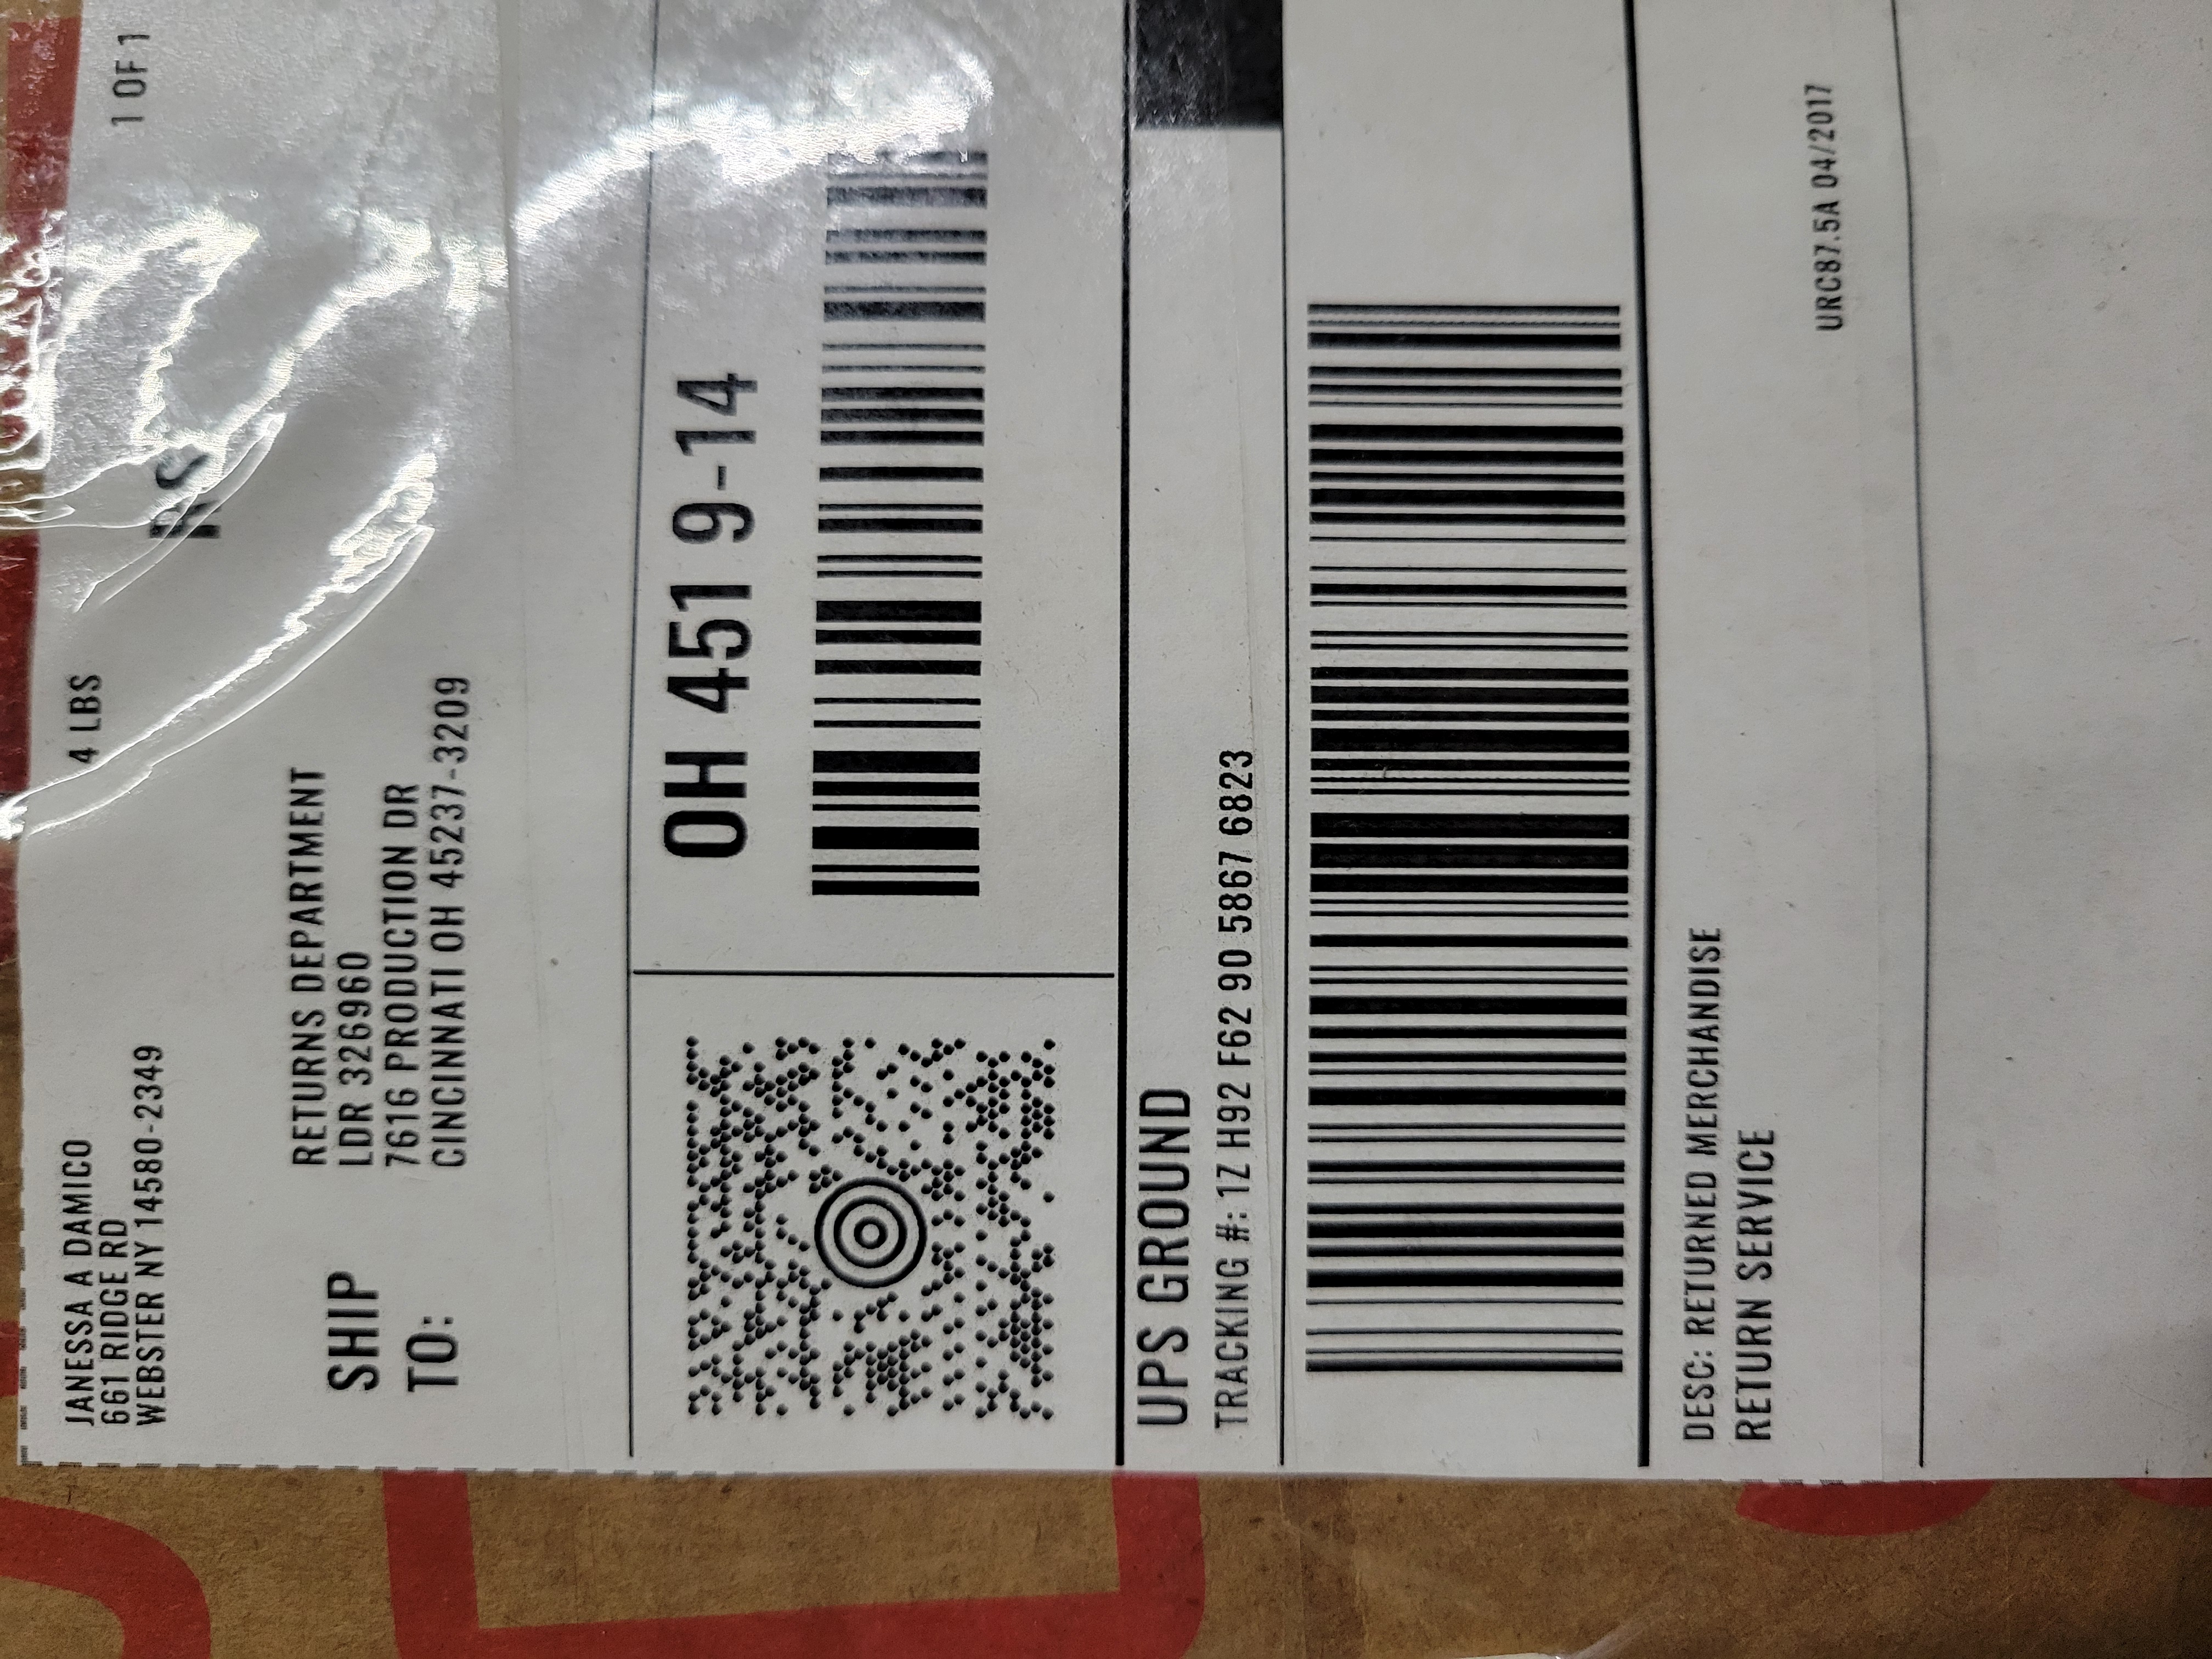 JANESSA A DAMICO
661 RIDGE RD
WEBSTER NY 14580-2349
4 LBS
1 OF 1
RS
SHIP
TO:
RETURNS DEPARTMENT
LDR 326960
7616 PRODUCTION DR
CINCINNATI OH 45237-3209
OH 451 9-14
UPS GROUND
TRACKING #: 1Z H92 F62 90 5867 6823
DESC: RETURNED MERCHANDISE
RETURN SERVICE
URC87.5A 04/2017